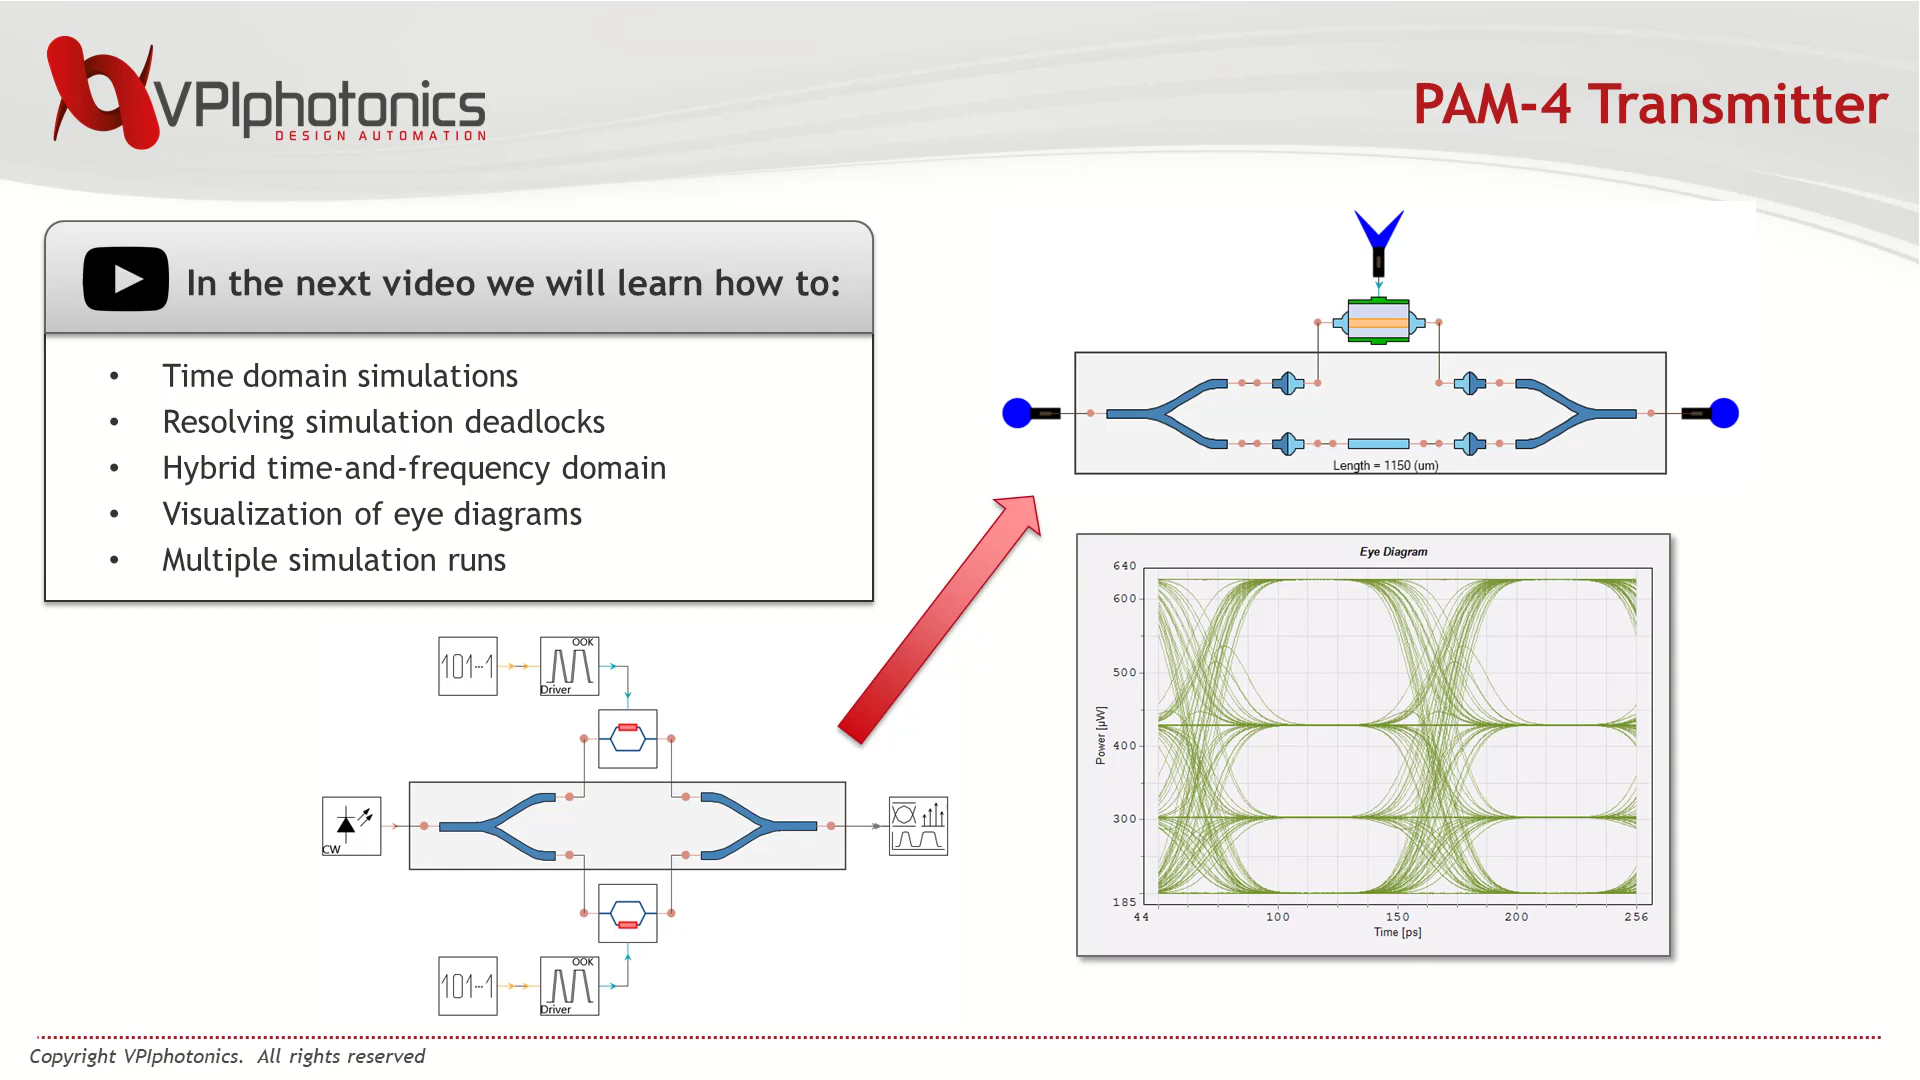 VPIphotonics
DESIGN AUTOMATION
PAM-4 Transmitter
In the next video we will learn how to:
• Time domain simulations
• Resolving simulation deadlocks
• Hybrid time-and-frequency domain
• Visualization of eye diagrams
• Multiple simulation runs
Length = 1150 (um)
Eye Diagram
640
600
500
400
300
185
Power [µW]
44 100 150 200 256
Time [ps]
101···1
OOK
Driver
CW
101···1
OOK
Driver
Copyright VPIphotonics. All rights reserved